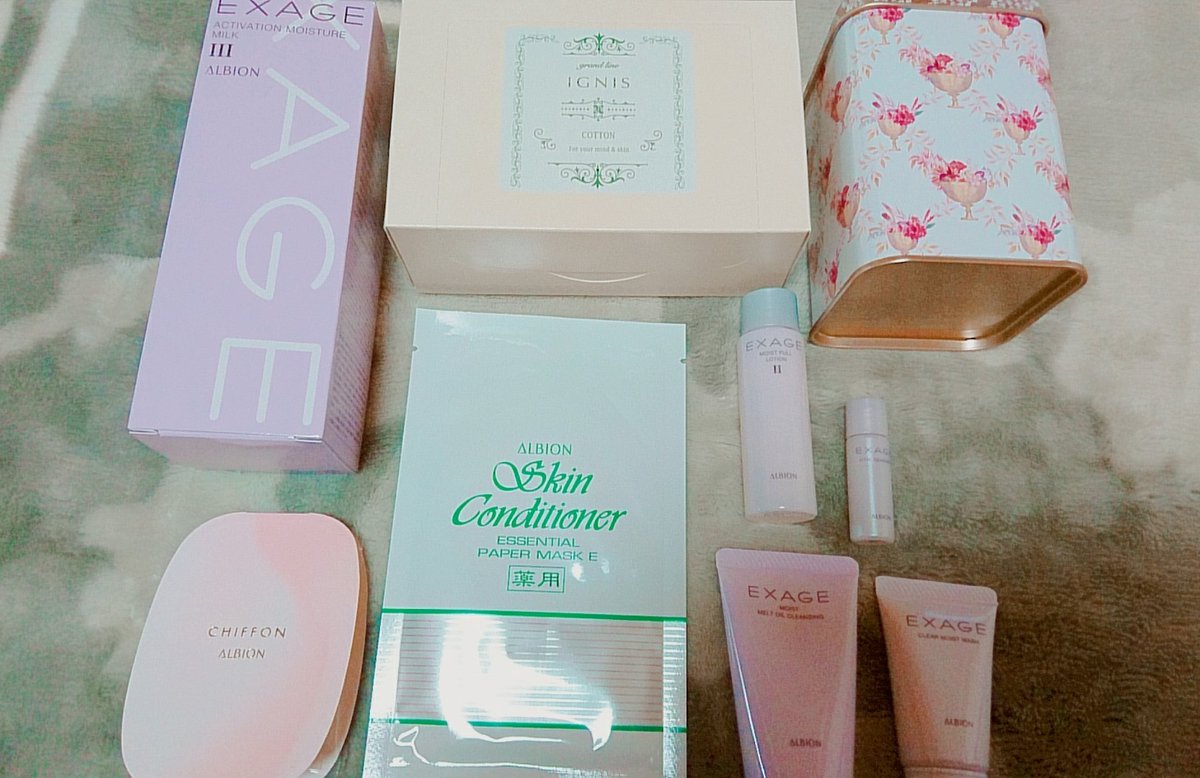 EXAGE
ACTIVATION MOISTURE
MILK
III
ALBION
EXAGE
grand line
IGNIS
COTTON
for your mind & skin
ALBION
Skin
Conditioner
ESSENTIAL
PAPER MASK E
薬用
EXAGE
MOIST FULL
LOTION
II
ALBION
EXAGE
ALBION
CHIFFON
ALBION
EXAGE
MOIST
MELT OIL CLEANSING
ALBION
EXAGE
CLEAR MOIST WASH
ALBION